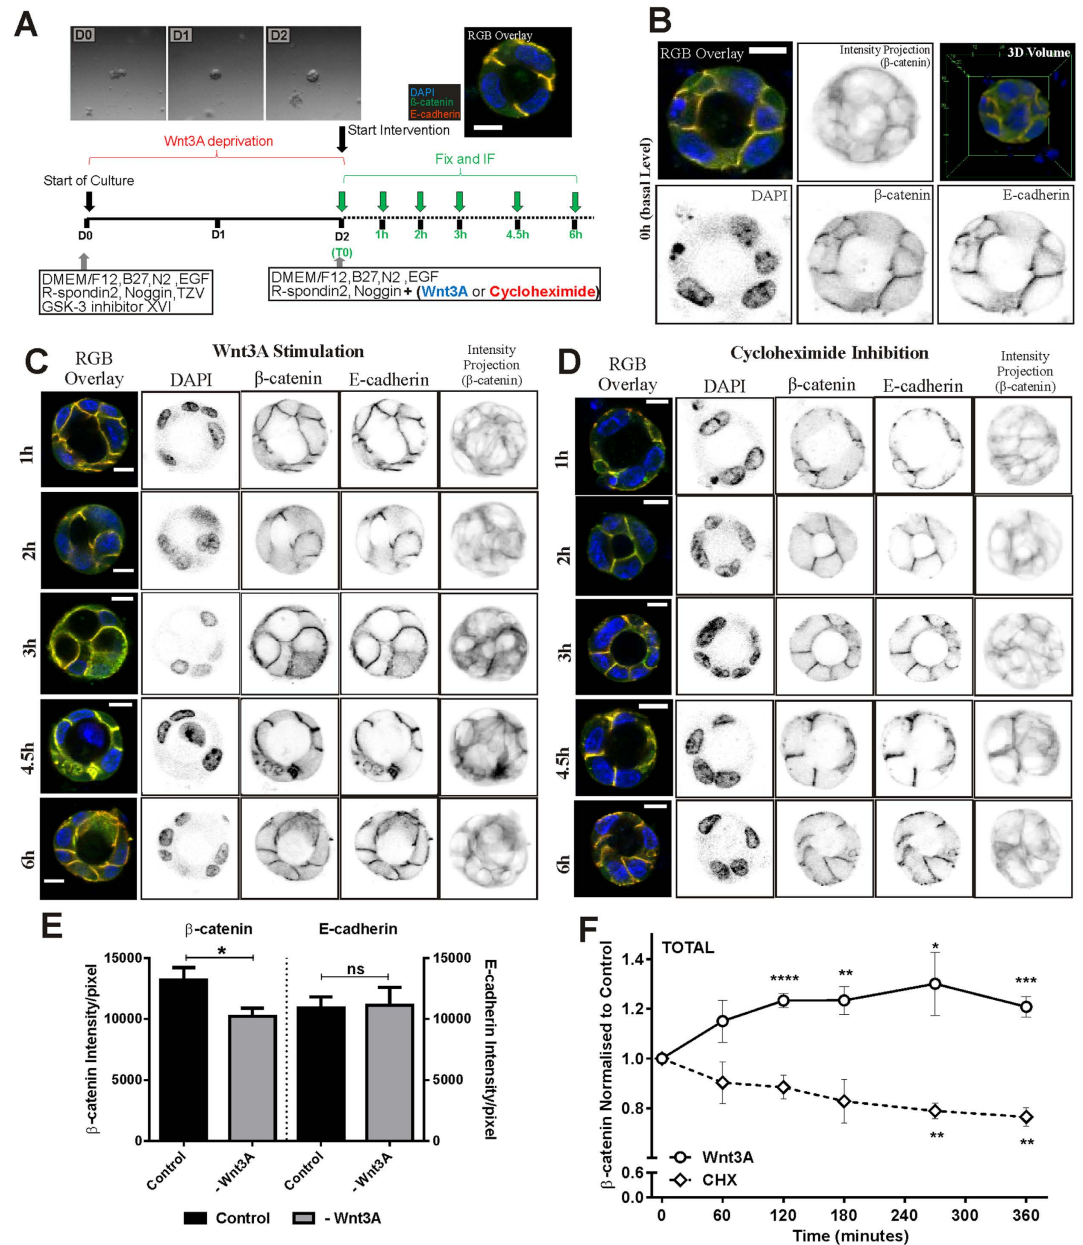 A
D0
D1
D2
RGB Overlay
DAPI
ß-catenin
E-cadherin
Start Intervention
Wnt3A deprivation
Fix and IF
Start of Culture
D0
D1
D2
(T0)
1h
2h
3h
4.5h
6h
DMEM/F12,B27,N2 ,EGF
R-spondin2, Noggin,TZV
GSK-3 inhibitor XVI
DMEM/F12,B27,N2 ,EGF
R-spondin2, Noggin + (Wnt3A or Cycloheximide)
B
0h (basal Level)
RGB Overlay
Intensity Projection
(β-catenin)
3D Volume
DAPI
β-catenin
E-cadherin
C
Wnt3A Stimulation
RGB
Overlay
DAPI
β-catenin
E-cadherin
Intensity
Projection
(β-catenin)
1h
2h
3h
4.5h
6h
D
Cycloheximide Inhibition
RGB
Overlay
DAPI
β-catenin
E-cadherin
Intensity
Projection
(β-catenin)
1h
2h
3h
4.5h
6h
E
β-catenin
E-cadherin
*
ns
β-catenin Intensity/pixel
15000
10000
5000
0
E-cadherin Intensity/pixel
15000
10000
5000
0
Control
- Wnt3A
Control
- Wnt3A
Control
- Wnt3A
F
TOTAL
β-catenin Normalised to Control
1.4
1.2
1.0
0.8
0.6
0.0
****
**
*
***
**
**
Wnt3A
CHX
0
60
120
180
240
300
360
Time (minutes)